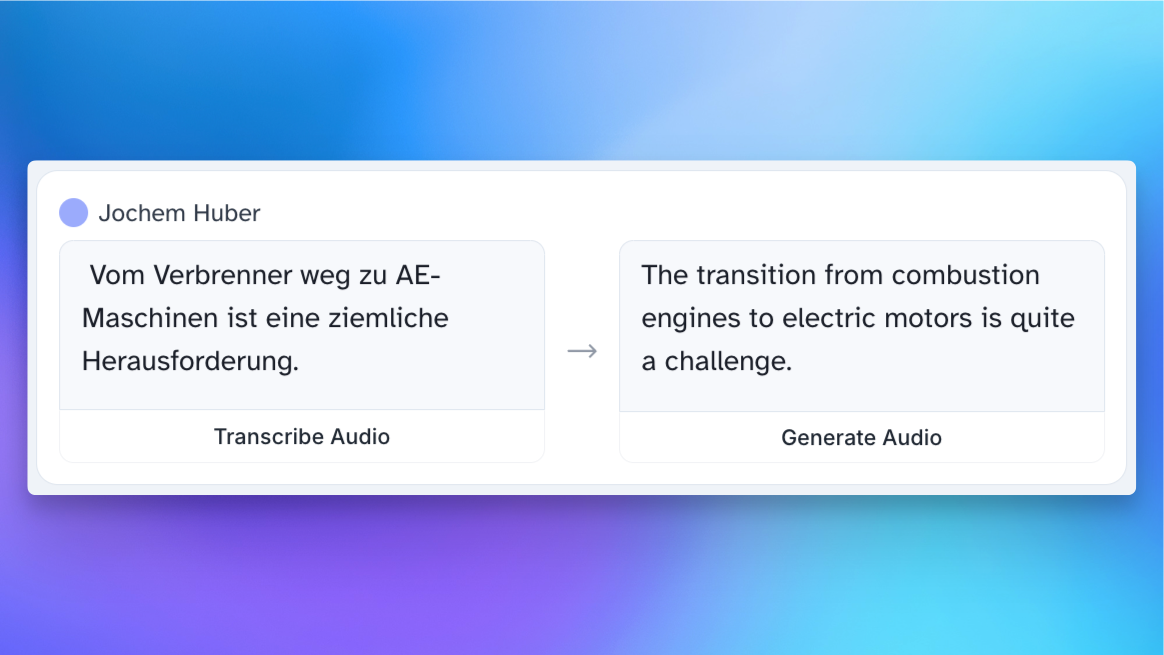 Jochem Huber
Vom Verbrenner weg zu AE-
Maschinen ist eine ziemliche
Herausforderung.
Transcribe Audio
→
The transition from combustion
engines to electric motors is quite
a challenge.
Generate Audio